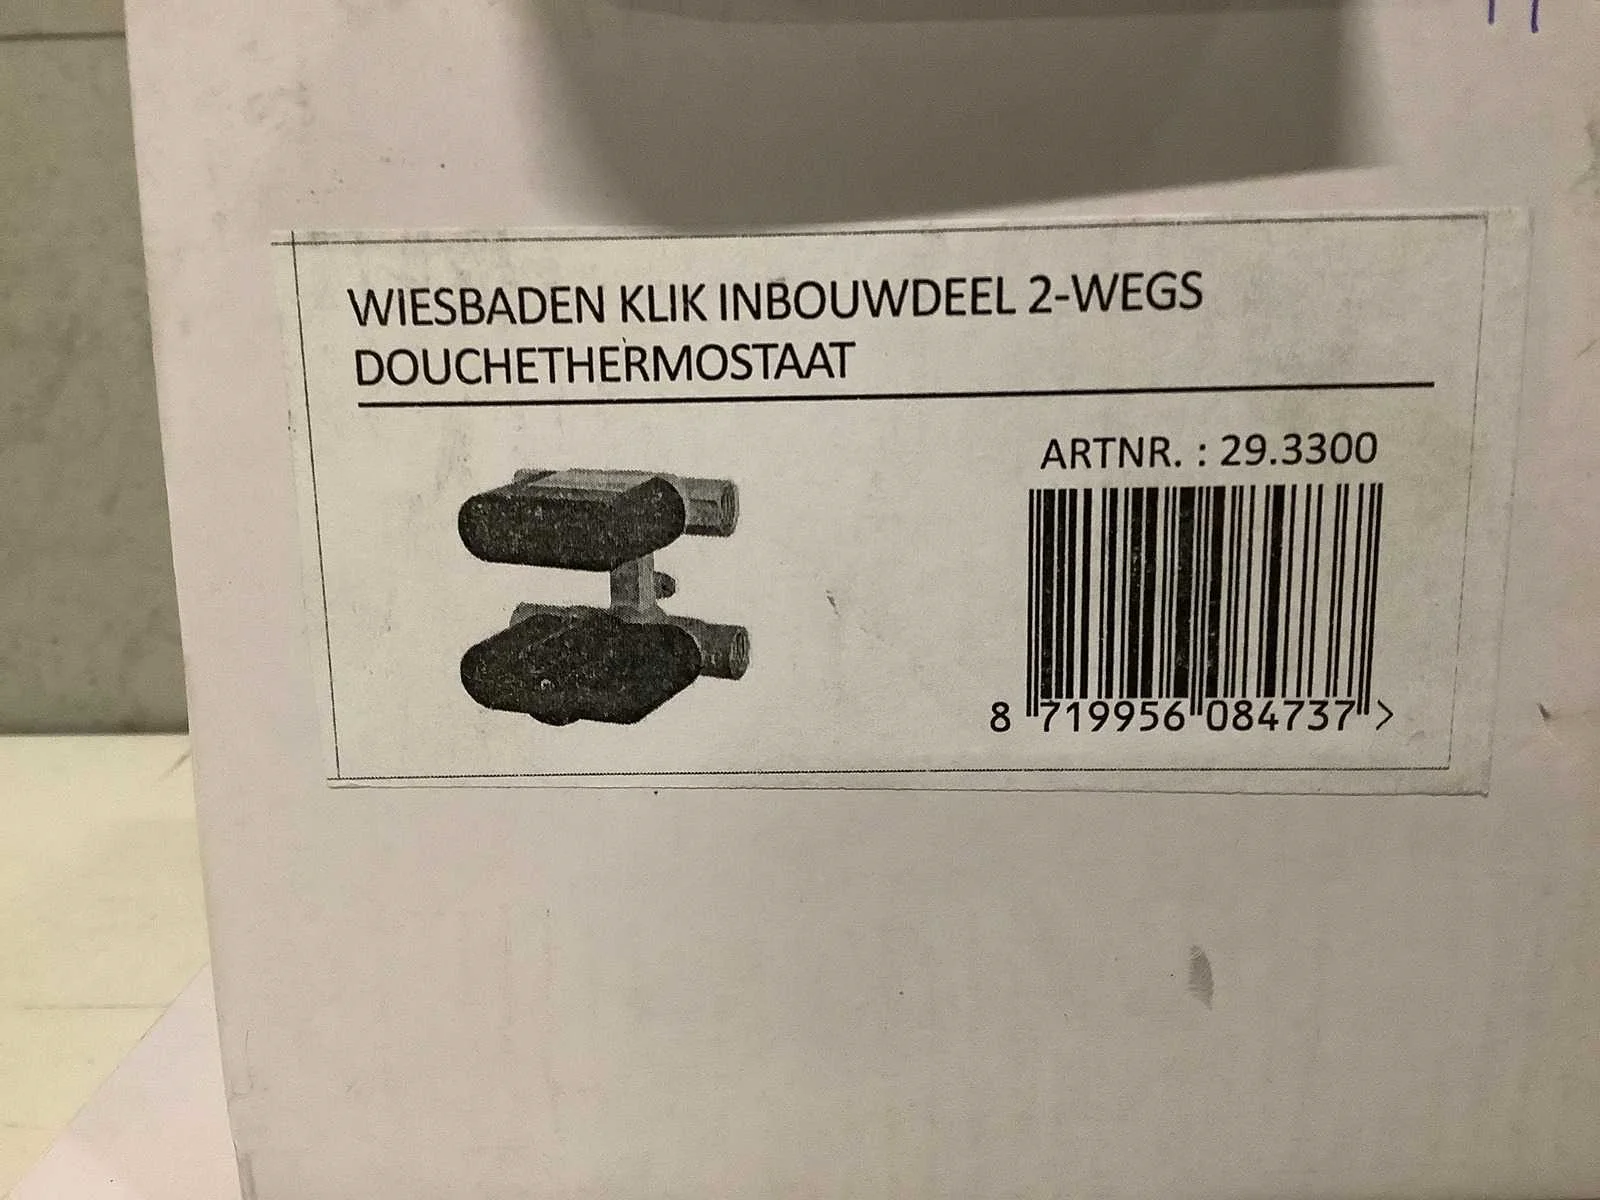 WIESBADEN KLIK INBOUWDEEL 2-WEGS
DOUCHETHERMOSTAAT
ARTNR. : 29.3300
8 719956 084737 >